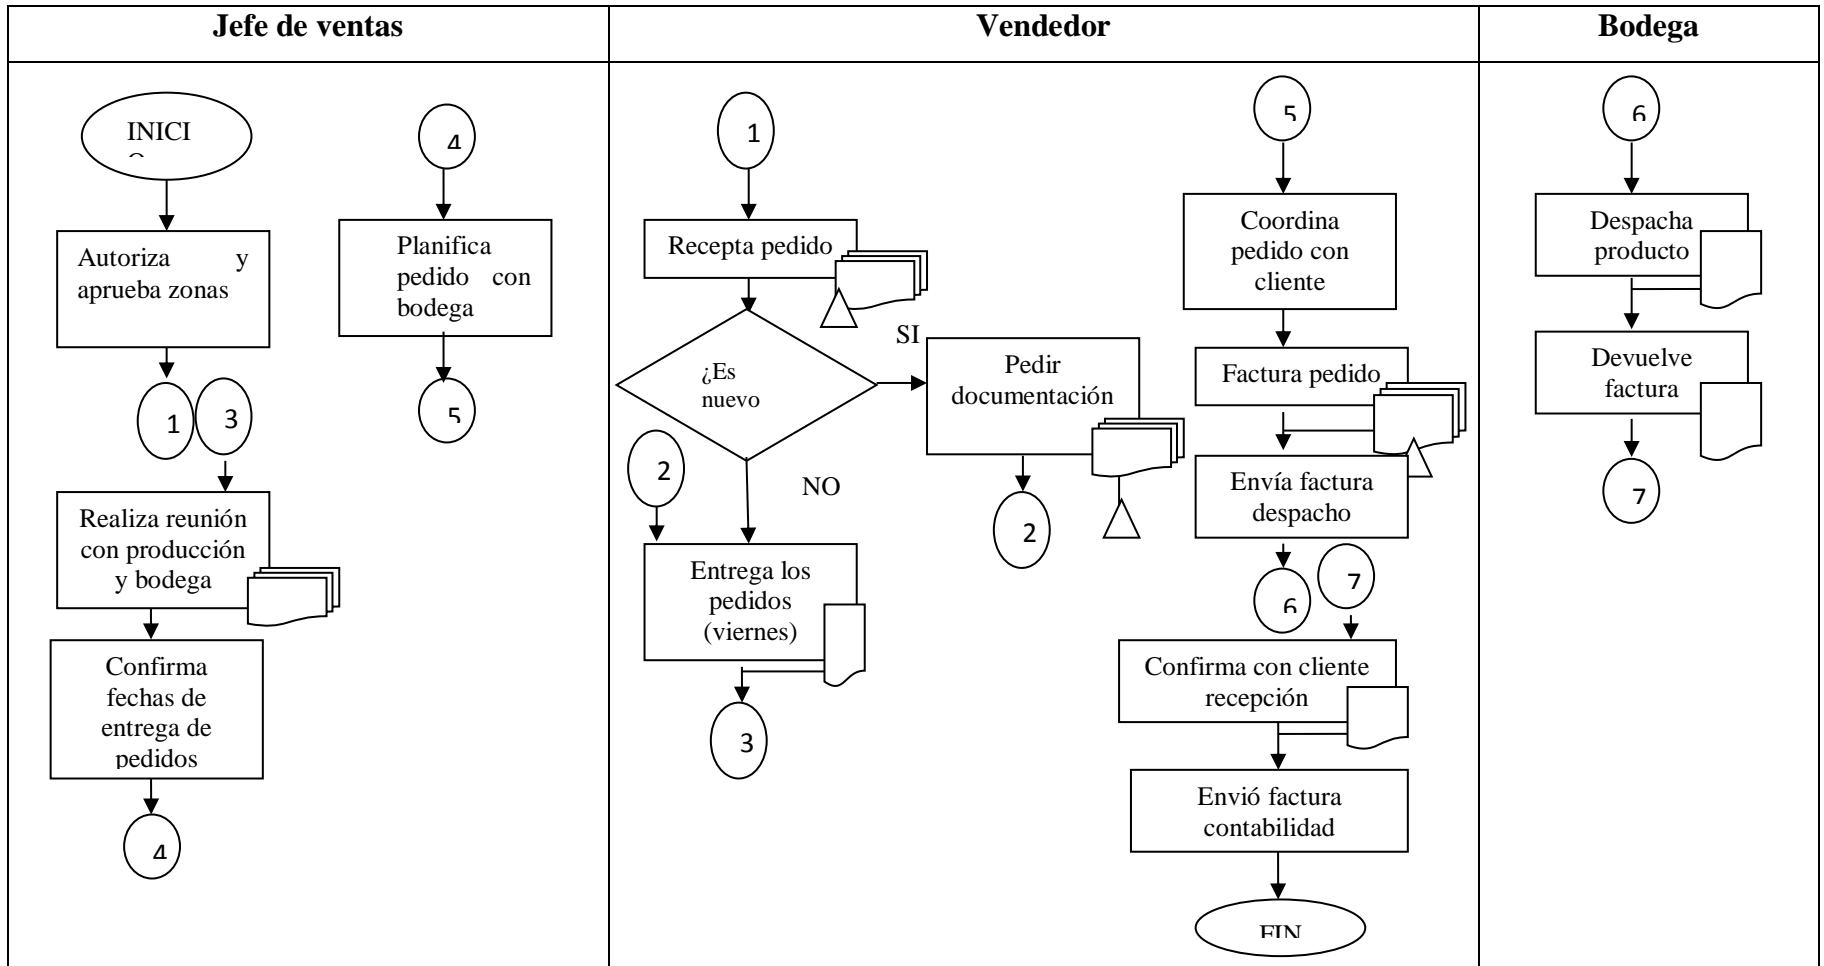 Jefe de ventas
Vendedor
Bodega
INICI
O
Autoriza y
aprueba zonas
1
3
Realiza reunión
con producción
y bodega
Confirma
fechas de
entrega de
pedidos
4
4
Planifica
pedido con
bodega
5
1
Recepta pedido
¿Es
nuevo
SI
NO
Pedir
documentación
2
2
Entrega los
pedidos
(viernes)
3
5
Coordina
pedido con
cliente
Factura pedido
Envía factura
despacho
6
7
Confirma con cliente
recepción
Envió factura
contabilidad
FIN
6
Despacha
producto
Devuelve
factura
7